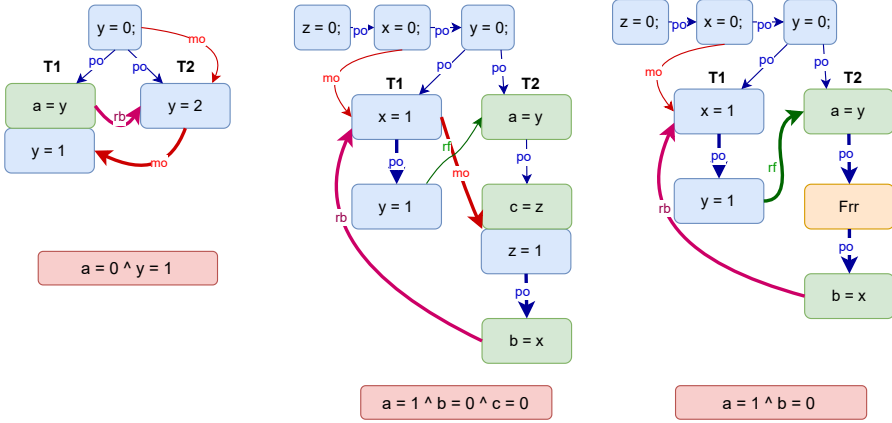 y = 0;
mo
po
po
T1
T2
a = y
y = 2
rb
y = 1
mo
a = 0 ^ y = 1
z = 0;
po
x = 0;
po
y = 0;
mo
po
po
T1
T2
x = 1
a = y
po
rf
mo
po
y = 1
c = z
rb
z = 1
po
b = x
a = 1 ^ b = 0 ^ c = 0
z = 0;
po
x = 0;
po
y = 0;
mo
po
po
T1
T2
x = 1
a = y
po
rf
po
y = 1
Frr
rb
po
b = x
a = 1 ^ b = 0